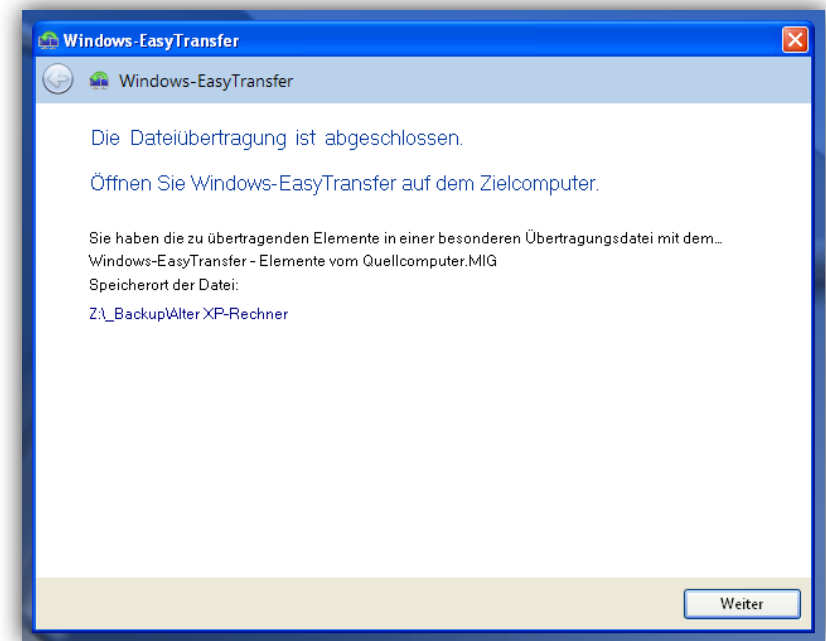 Windows-EasyTransfer
Windows-EasyTransfer
Die Dateiübertragung ist abgeschlossen.
Öffnen Sie Windows-EasyTransfer auf dem Zielcomputer.
Sie haben die zu übertragenden Elemente in einer besonderen Übertragungsdatei mit dem...
Windows-EasyTransfer - Elemente vom Quellcomputer.MIG
Speicherort der Datei:
Z:\_Backup\Alter XP-Rechner
Weiter